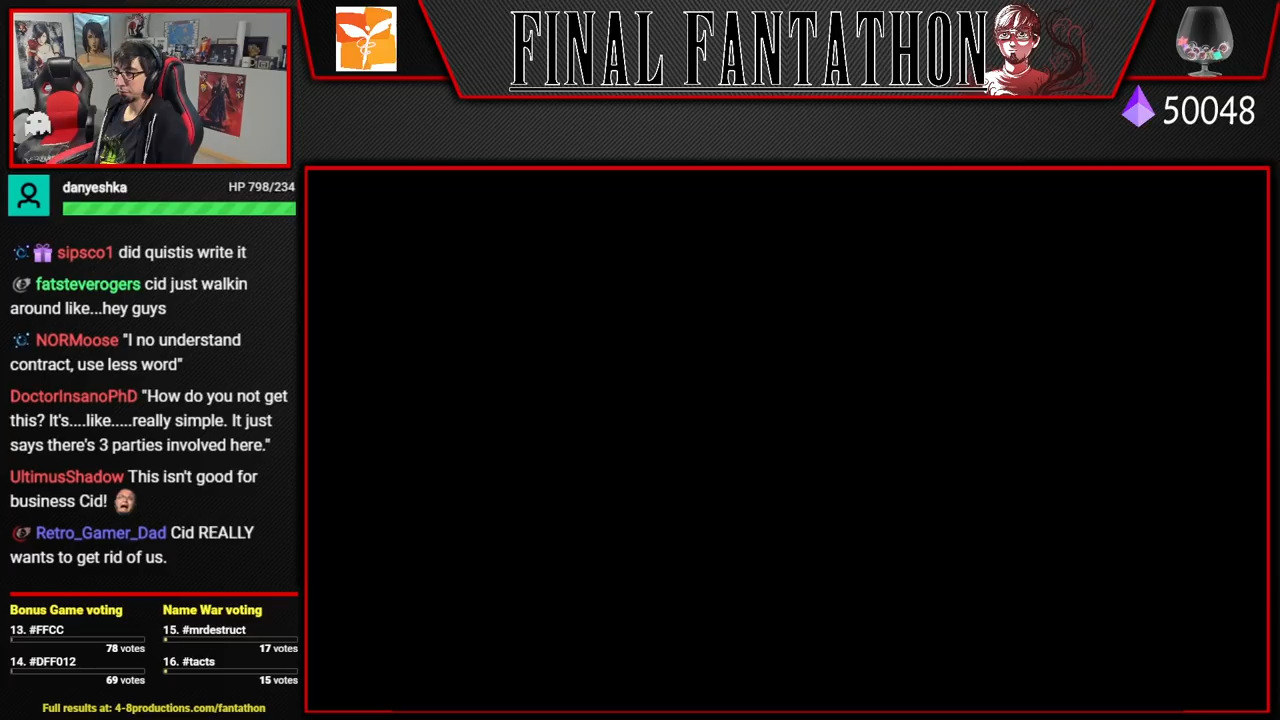 FINAL FANTATHON
50048
danyeshka HP 798/234
sipsco1 did quistis write it
fatsteverogers cid just walkin
around like...hey guys
NORMoose "I no understand
contract, use less word"
DoctorInsanoPhD "How do you not get
this? It's....like.....really simple. It just
says there's 3 parties involved here."
UltimusShadow This isn't good for
business Cid!
Retro_Gamer_Dad Cid REALLY
wants to get rid of us.
Bonus Game voting
13. #FFCC
78 votes
14. #DFF012
69 votes
Name War voting
15. #mrdestruct
17 votes
16. #tacts
15 votes
Full results at: 4-8productions.com/fantathon